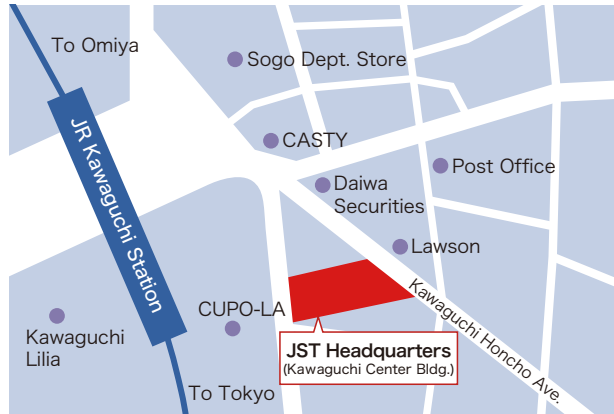 To Omiya
Sogo Dept. Store
JR Kawaguchi Station
CASTY
Post Office
Daiwa
Securities
Lawson
Kawaguchi Honcho Ave.
CUPO-LA
Kawaguchi
Lilia
JST Headquarters
(Kawaguchi Center Bldg.)
To Tokyo